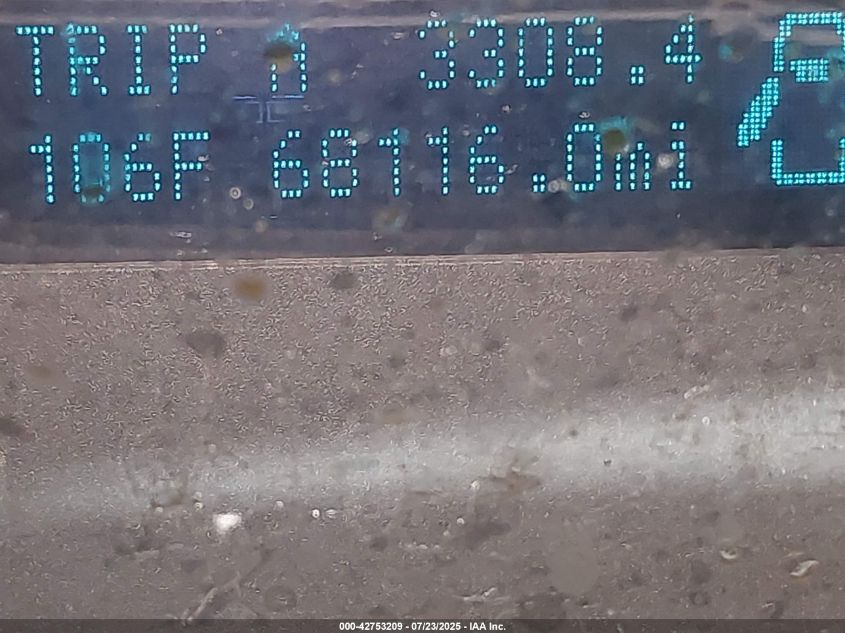 TRIP A 3308.4
106F 68116.0mi
000-42753209 - 07/23/2025 - IAA Inc.